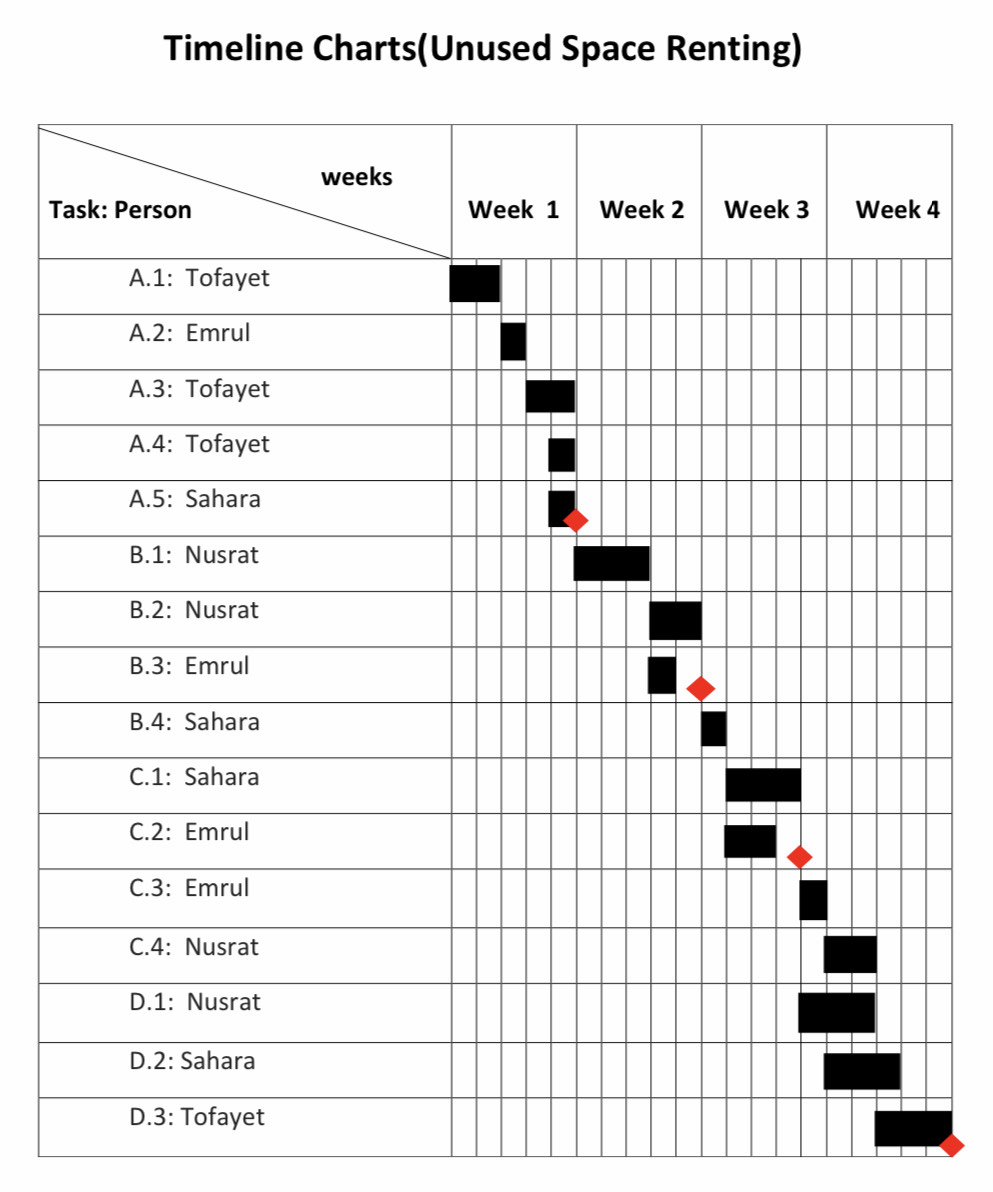 Timeline Charts(Unused Space Renting)
weeks
Task: Person
Week  1
Week 2
Week 3
Week 4
A.1:  Tofayet
A.2:  Emrul
A.3:  Tofayet
A.4:  Tofayet
A.5:  Sahara
B.1:  Nusrat
B.2:  Nusrat
B.3:  Emrul
B.4:  Sahara
C.1:  Sahara
C.2:  Emrul
C.3:  Emrul
C.4:  Nusrat
D.1:  Nusrat
D.2: Sahara
D.3: Tofayet